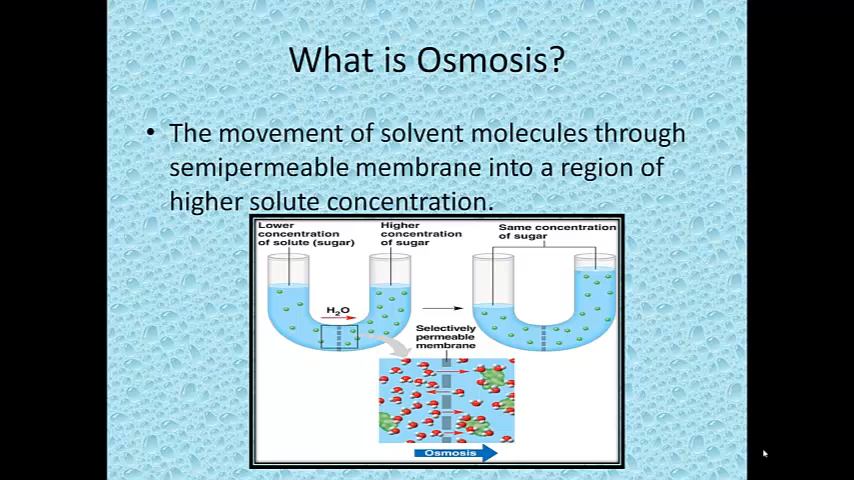 What is Osmosis?
• The movement of solvent molecules through
semipermeable membrane into a region of
higher solute concentration.
Lower
concentration
of solute (sugar)
Higher
concentration
of sugar
Same concentration
of sugar
H₂O
Selectively
permeable
membrane
Osmosis